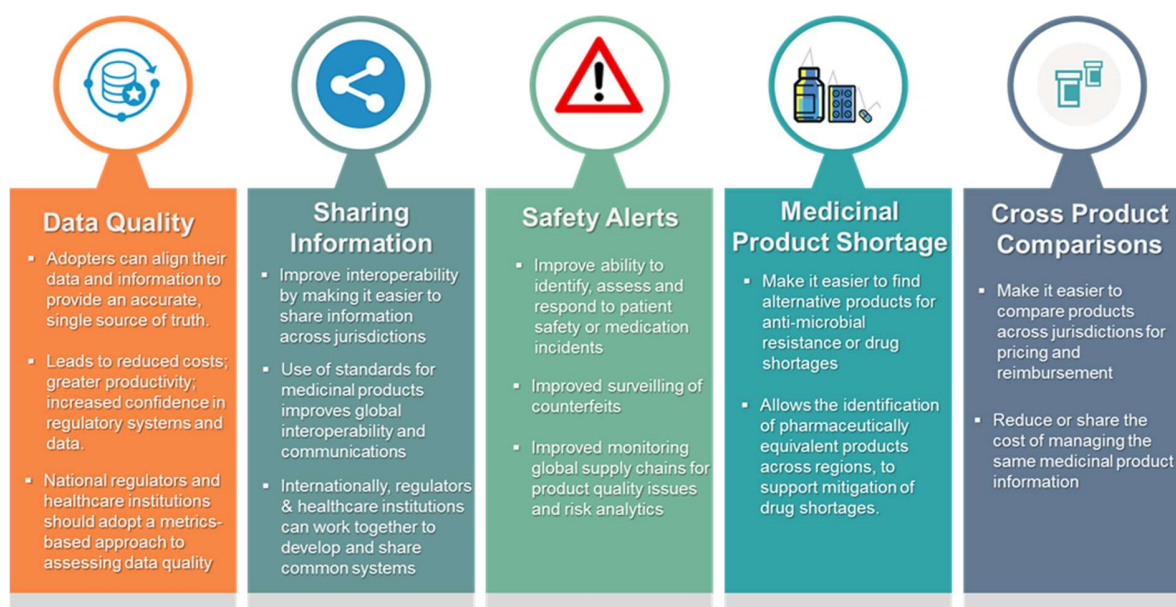 Data Quality
Adopters can align their
data and information to
provide an accurate,
single source of truth.
Leads to reduced costs;
greater productivity;
increased confidence in
regulatory systems and
data.
National regulators and
healthcare institutions
should adopt a metrics-
based approach to
assessing data quality
Sharing
Information
Improve interoperability
by making it easier to
share information
across jurisdictions
Use of standards for
medicinal products
improves global
interoperability and
communications
Internationally, regulators
& healthcare institutions
can work together to
develop and share
common systems
Safety Alerts
Improve ability to
identify, assess and
respond to patient
safety or medication
incidents
Improved surveilling of
counterfeits
Improved monitoring
global supply chains for
product quality issues
and risk analytics
Medicinal
Product Shortage
Make it easier to find
alternative products for
anti-microbial
resistance or drug
shortages
Allows the identification
of pharmaceutically
equivalent products
across regions, to
support mitigation of
drug shortages.
Cross Product
Comparisons
Make it easier to
compare products
across jurisdictions for
pricing and
reimbursement
Reduce or share the
cost of managing the
same medicinal product
information